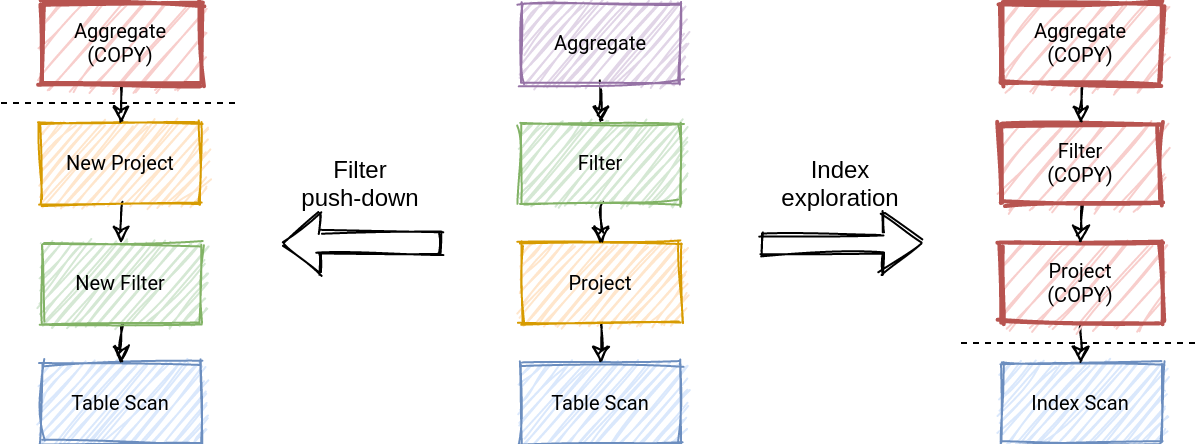 Aggregate
(COPY)
New Project
New Filter
Table Scan
Filter
push-down
Aggregate
Filter
Project
Table Scan
Index
exploration
Aggregate
(COPY)
Filter
(COPY)
Project
(COPY)
Index Scan